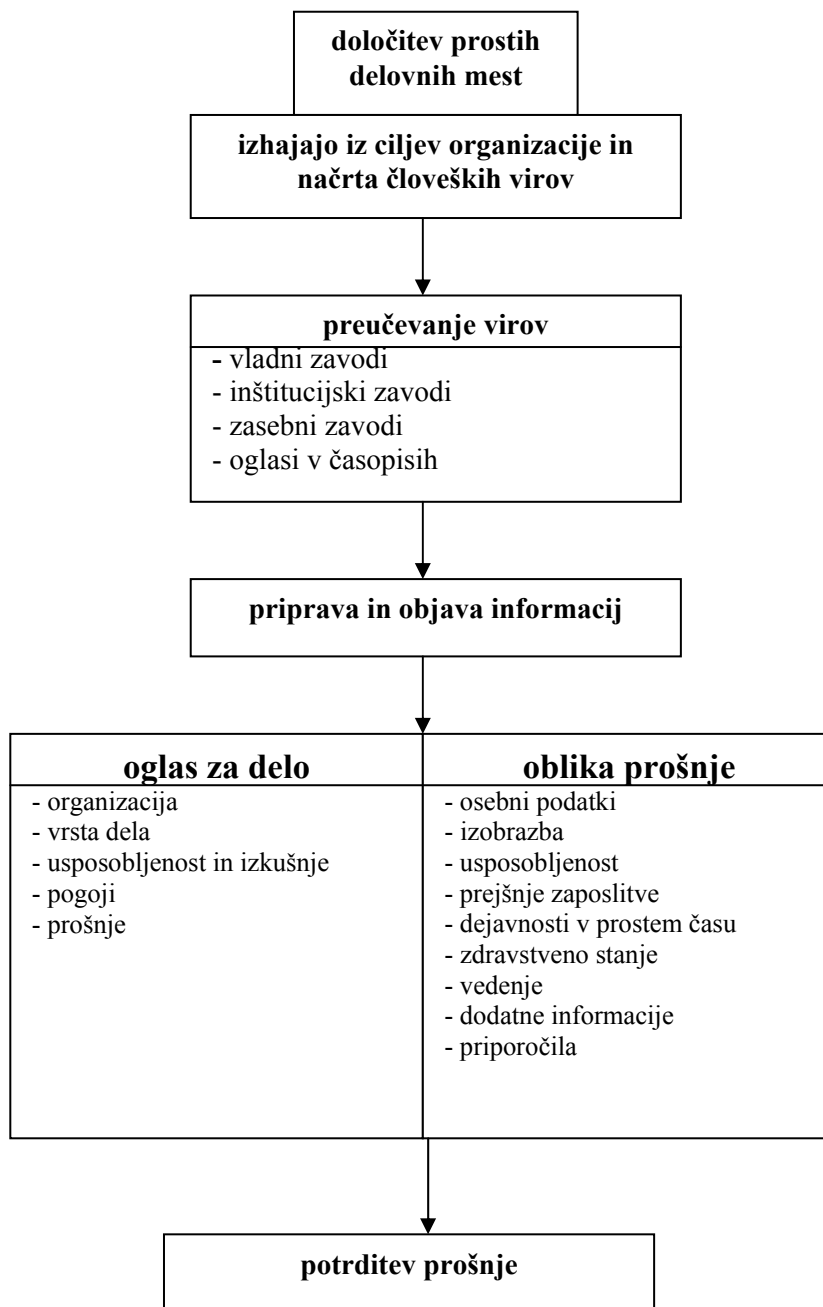 določitev prostih
delovnih mest
izhajajo iz ciljev organizacije in
načrta človeških virov
preučevanje virov
- vladni zavodi
- inštitucijski zavodi
- zasebni zavodi
- oglasi v časopisih
priprava in objava informacij
oglas za delo
- organizacija
- vrsta dela
- usposobljenost in izkušnje
- pogoji
- prošnje
oblika prošnje
- osebni podatki
- izobrazba
- usposobljenost
- prejšnje zaposlitve
- dejavnosti v prostem času
- zdravstveno stanje
- vedenje
- dodatne informacije
- priporočila
potrditev prošnje